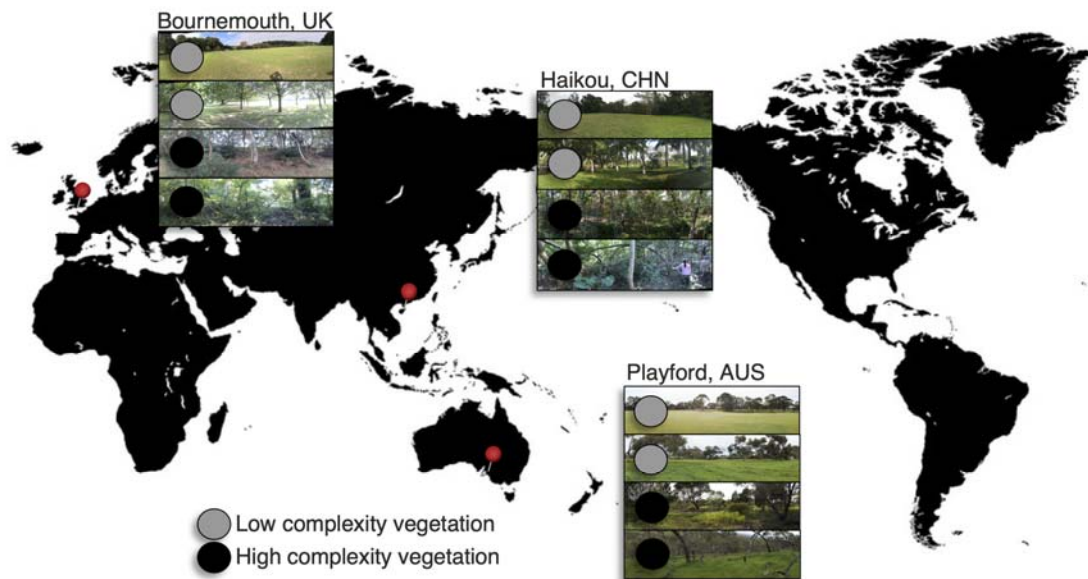 Bournemouth, UK
Haikou, CHN
Playford, AUS
Low complexity vegetation
High complexity vegetation